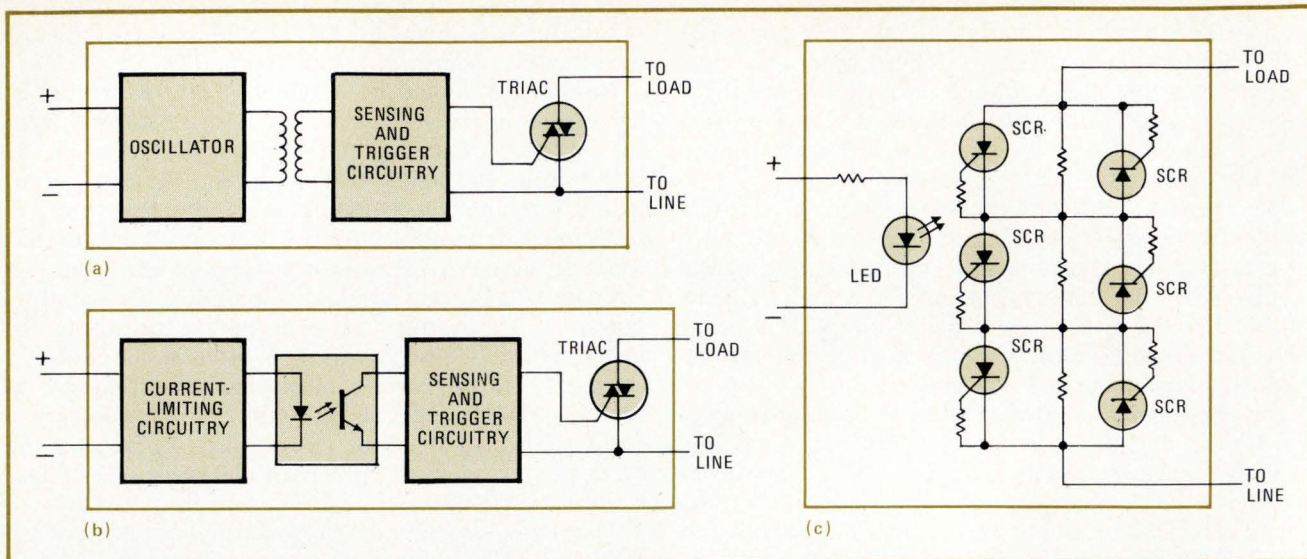 +
−
OSCILLATOR
SENSING
AND
TRIGGER
CIRCUITRY
TRIAC
TO
LOAD
TO
LINE
(a)
+
−
CURRENT-
LIMITING
CIRCUITRY
SENSING
AND
TRIGGER
CIRCUITRY
TRIAC
TO
LOAD
TO
LINE
(b)
+
−
LED
SCR
SCR
SCR
SCR
SCR
SCR
TO
LOAD
TO
LINE
(c)